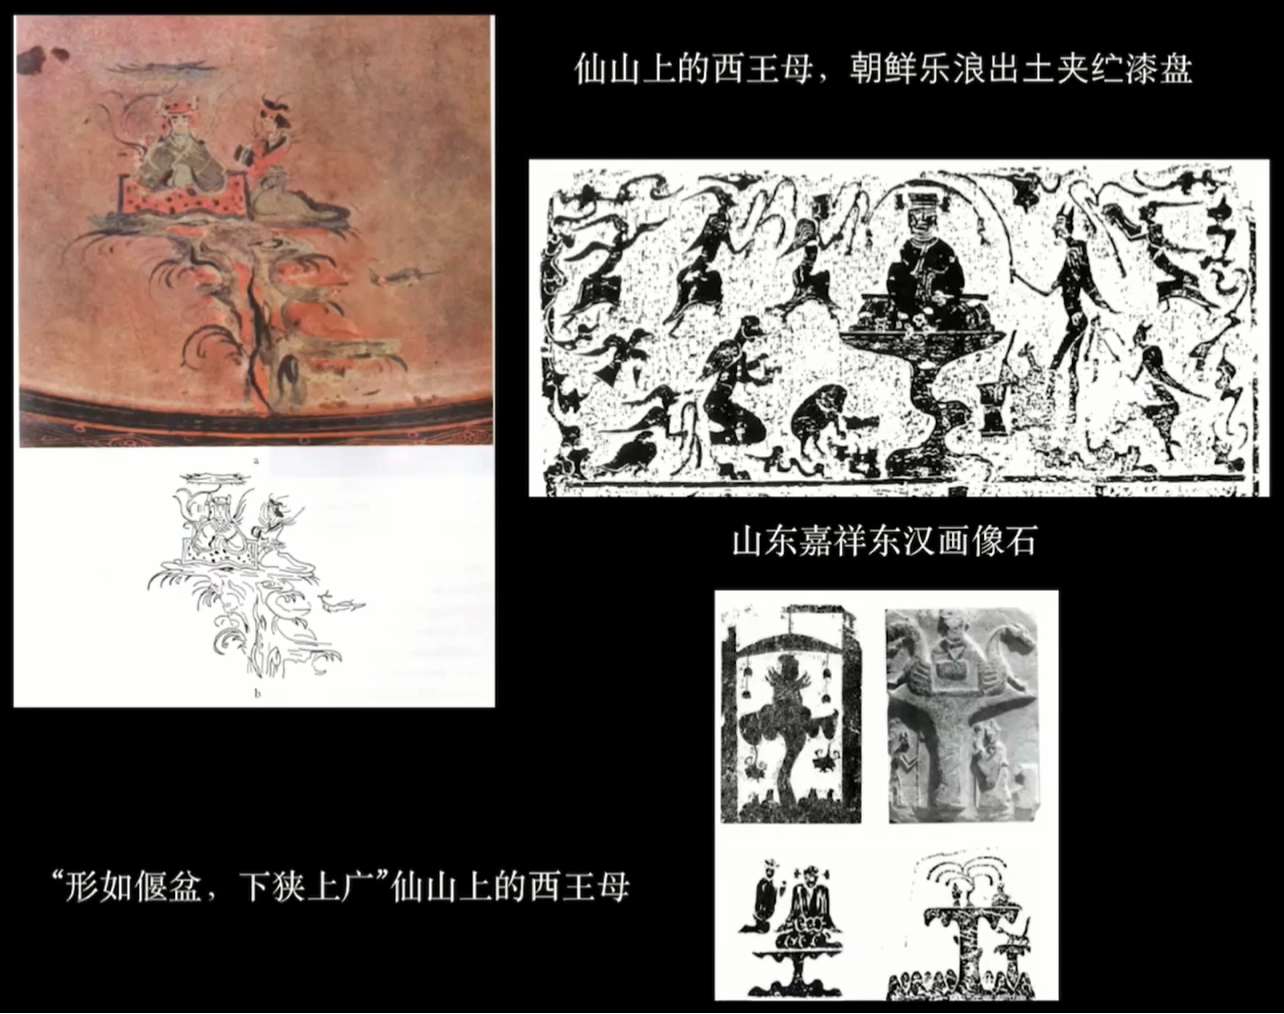 仙山上的西王母，朝鲜乐浪出土夹纻漆盘
a
山东嘉祥东汉画像石
b
“形如偃盆，下狭上广”仙山上的西王母